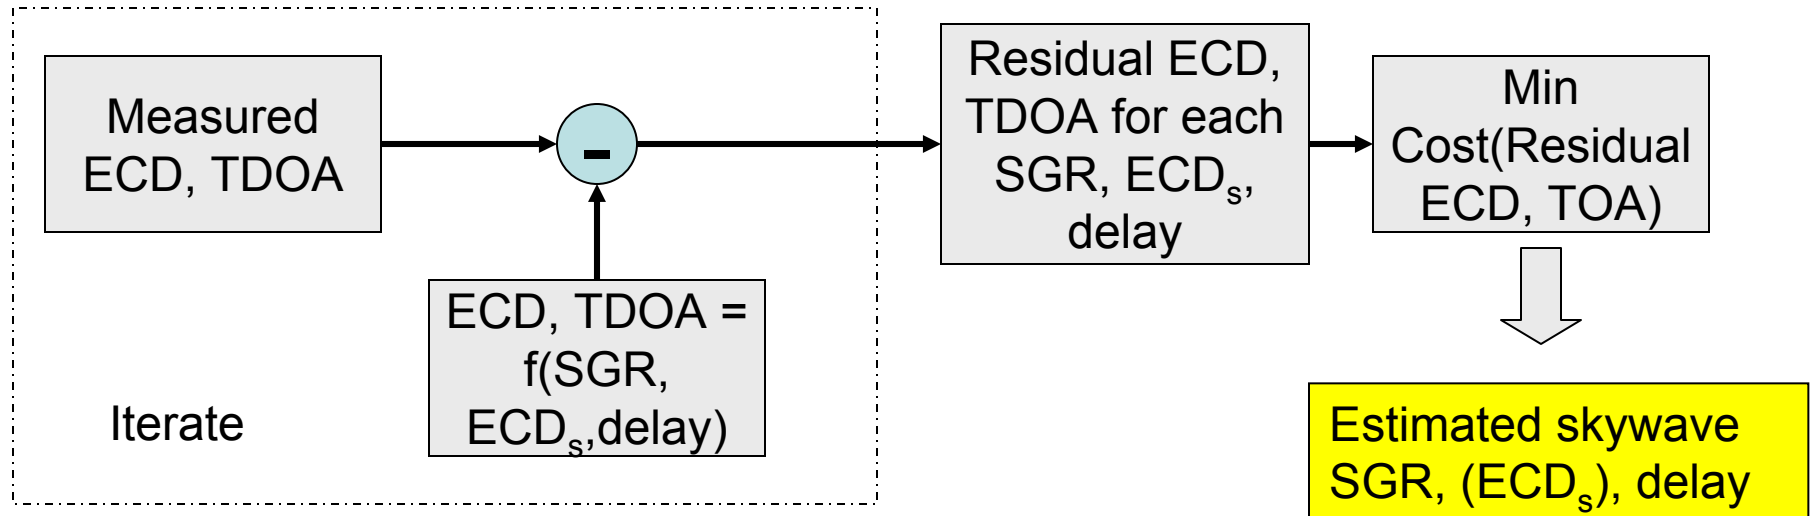 Measured
ECD, TDOA
-
ECD, TDOA =
f(SGR,
ECDs,delay)
Iterate
Residual ECD,
TDOA for each
SGR, ECDs,
delay
Min
Cost(Residual
ECD, TOA)
Estimated skywave
SGR, (ECDs), delay